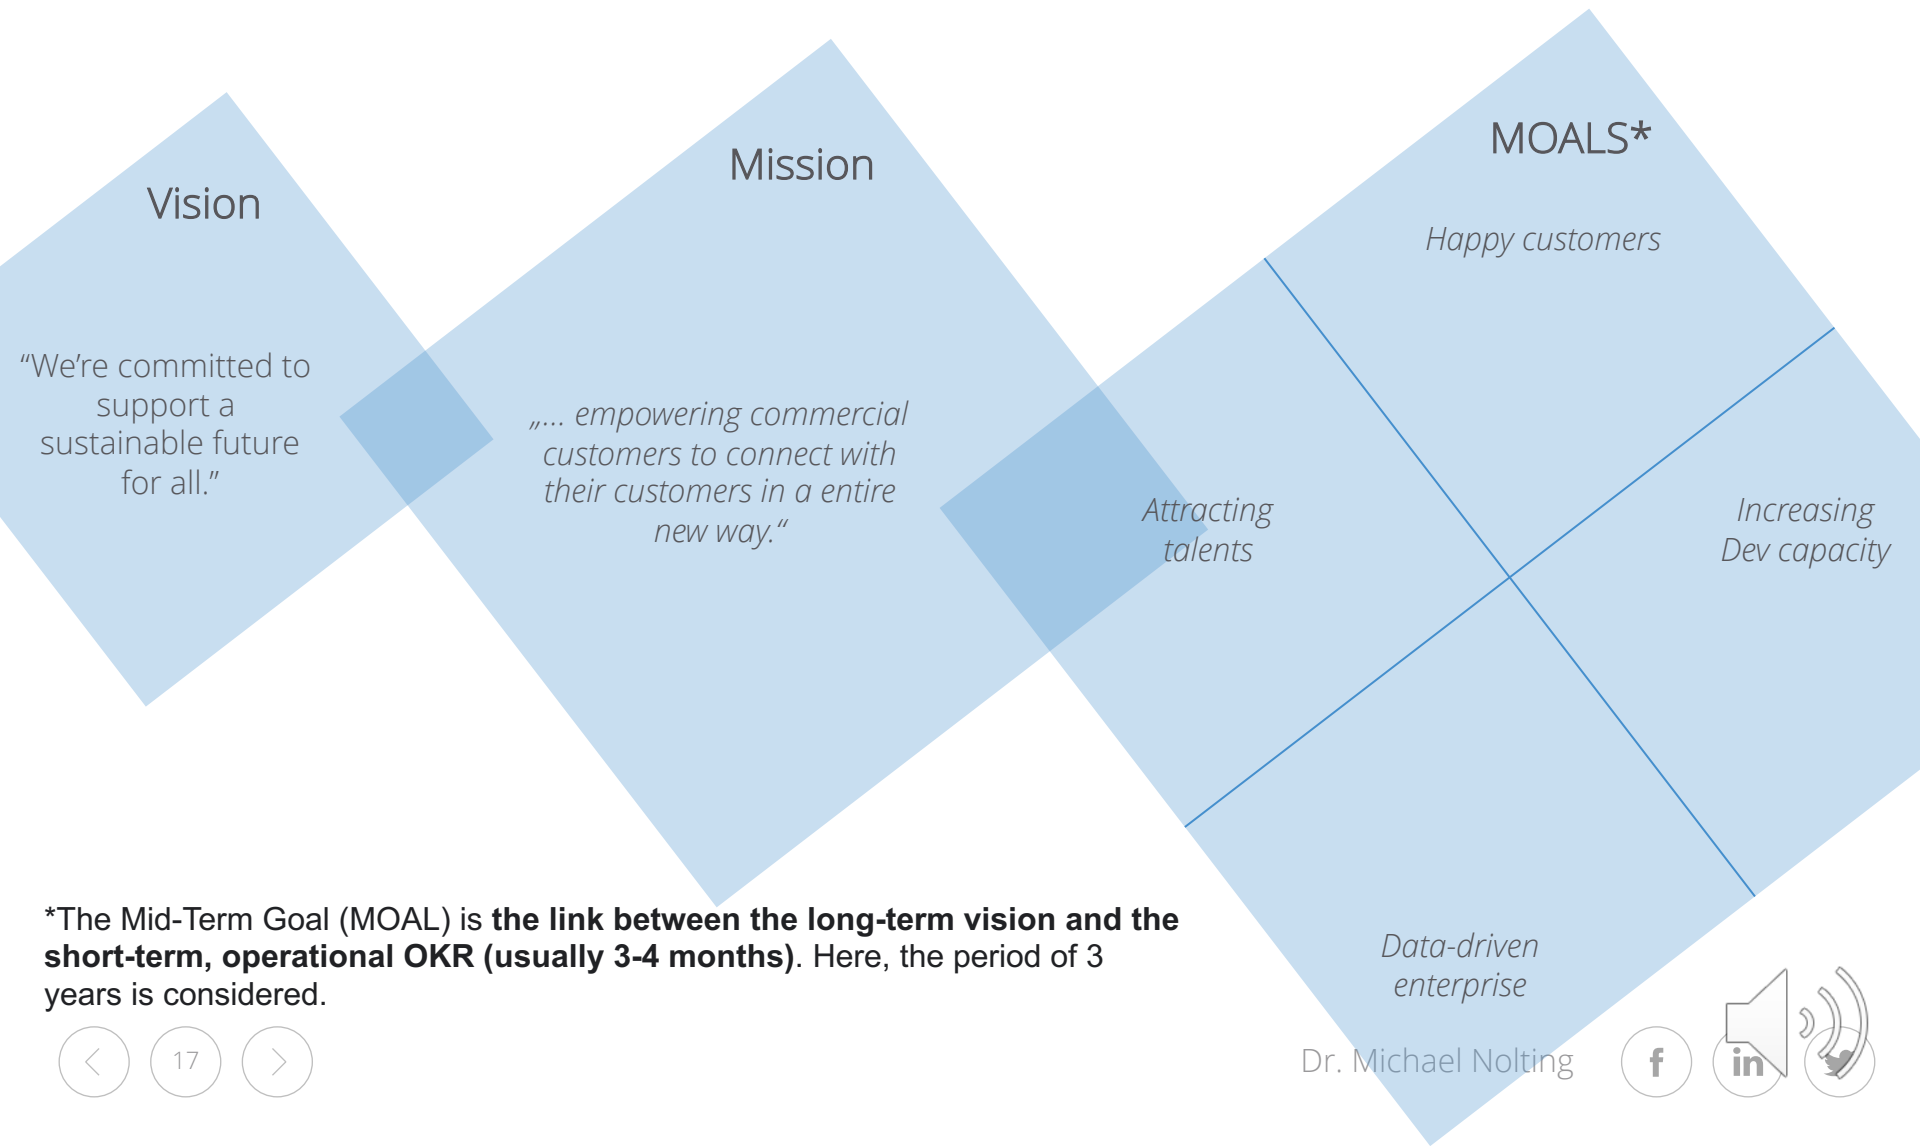 Vision
“We're committed to
support a
sustainable future
for all.”
Mission
„... empowering commercial
customers to connect with
their customers in a entire
new way.“
MOALS*
Happy customers
Attracting
talents
Increasing
Dev capacity
Data-driven
enterprise
*The Mid-Term Goal (MOAL) is the link between the long-term vision and the
short-term, operational OKR (usually 3-4 months). Here, the period of 3
years is considered.
17
Dr. Michael Nolting
f
in